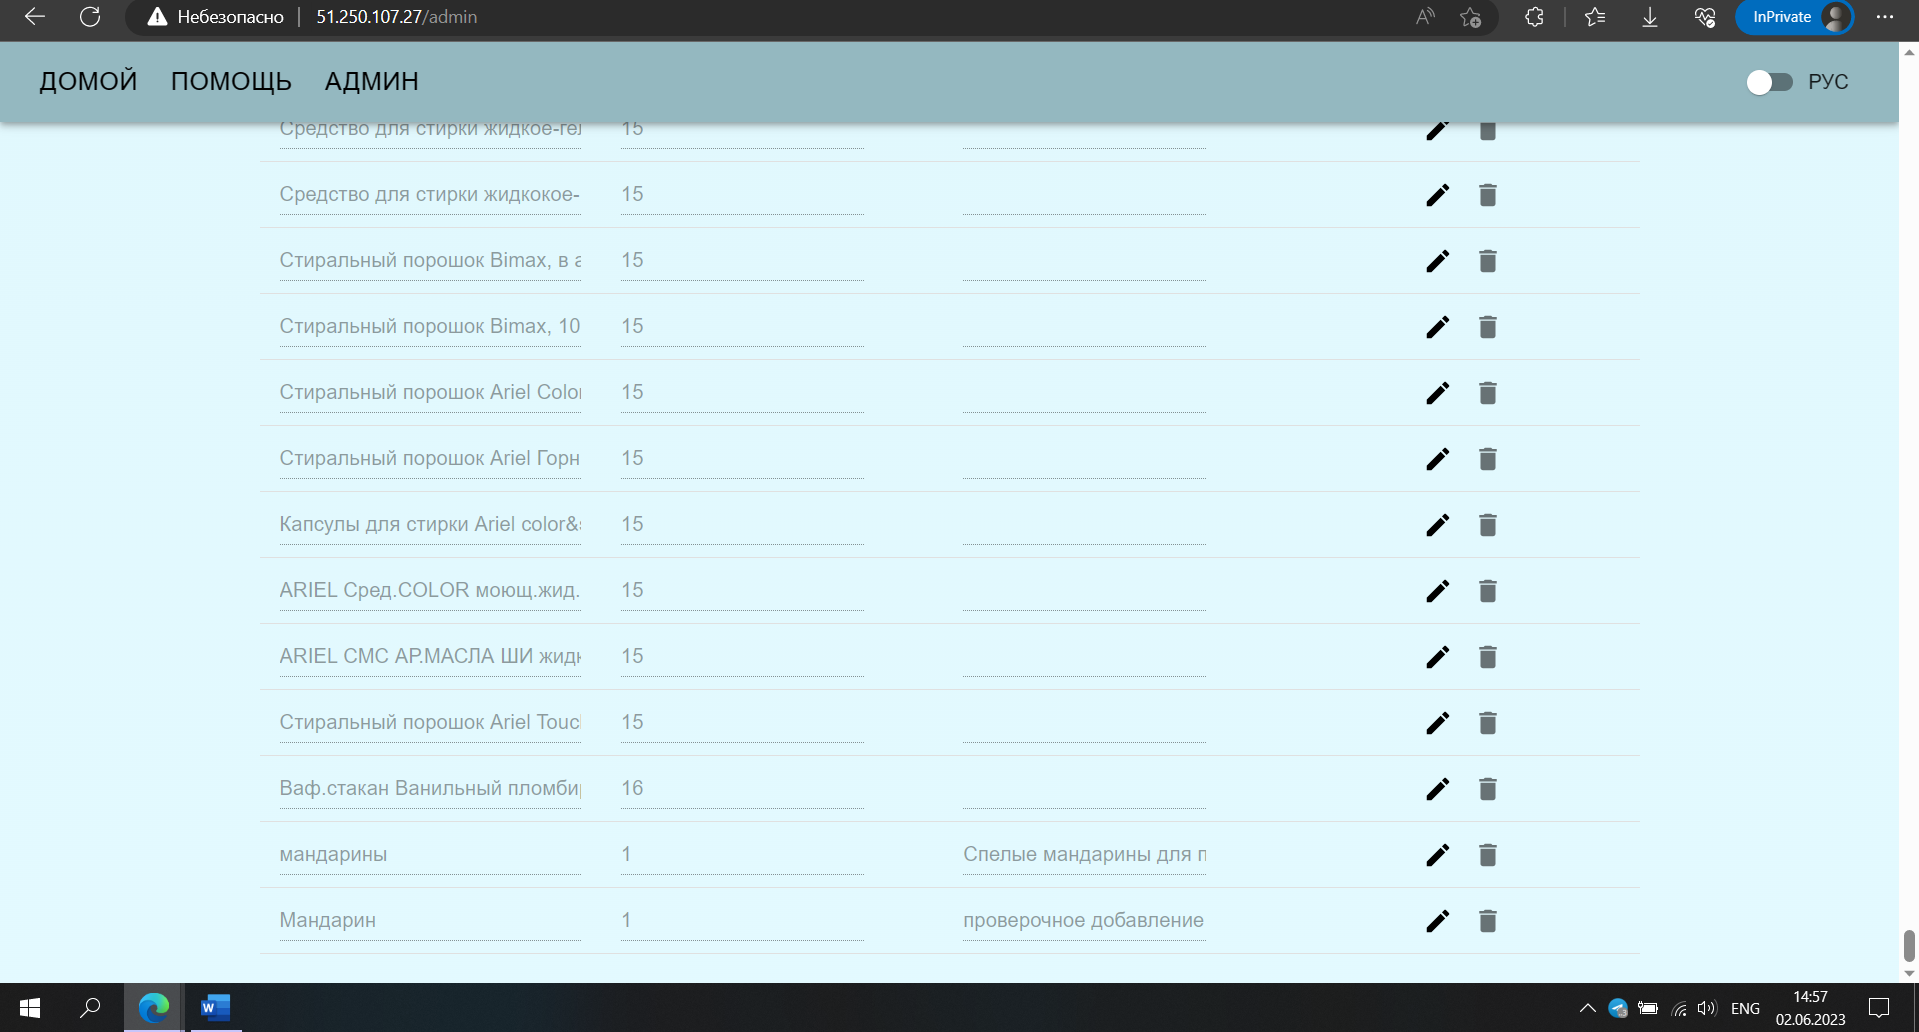 Небезопасно 51.250.107.27/admin InPrivate
ДОМОЙ ПОМОЩЬ АДМИН РУС
Средство для стирки жидкое-гел 15
Средство для стирки жидкокое- 15
Стиральный порошок Bimax, в а 15
Стиральный порошок Bimax, 10 15
Стиральный порошок Ariel Color 15
Стиральный порошок Ariel Горн 15
Капсулы для стирки Ariel color&s 15
ARIEL Сред.COLOR моющ.жид. 15
ARIEL СМС АР.МАСЛА ШИ жидк 15
Стиральный порошок Ariel Touc 15
Ваф.стакан Ванильный пломбир 16
мандарины 1 Спелые мандарины для п
Мандарин 1 проверочное добавление
ENG 14:57
02.06.2023